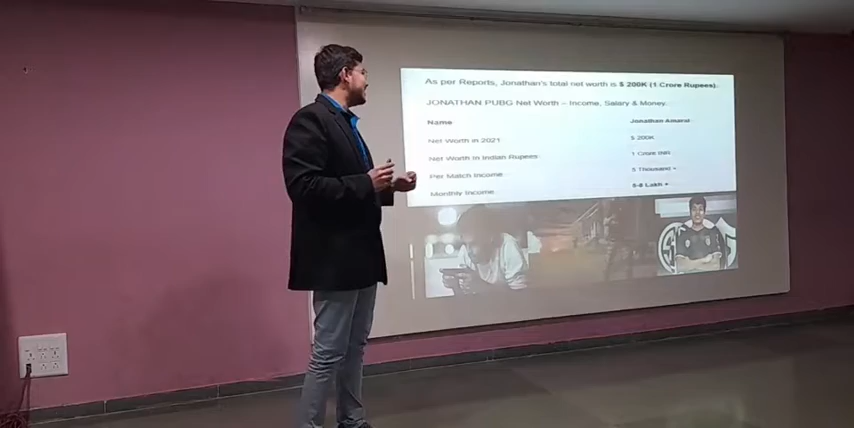 As per Reports, Jonathan's total net worth is $ 200K (1 Crore Rupees).
JONATHAN PUBG Net Worth – Income, Salary & Money.
Name Jonathan Amaral
Net Worth in 2021 $ 200K
Net Worth in Indian Rupees 1 Crore INR
Per Match Income 5 Thousand +
Monthly Income 6-8 Lakh +